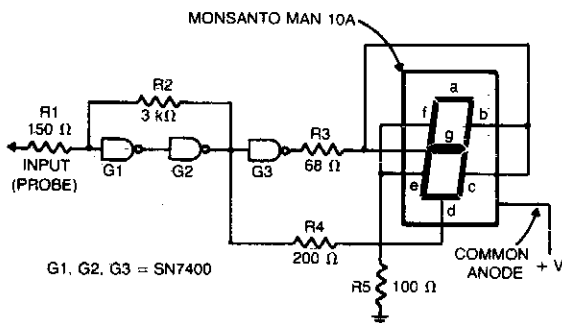 MONSANTO MAN 10A
R1
150 Ω
INPUT
(PROBE)
R2
3 kΩ
G1
G2
G3
R3
68 Ω
a
f
b
g
e
c
d
R4
200 Ω
COMMON
ANODE
+ V
R5
100 Ω
G1, G2, G3 = SN7400